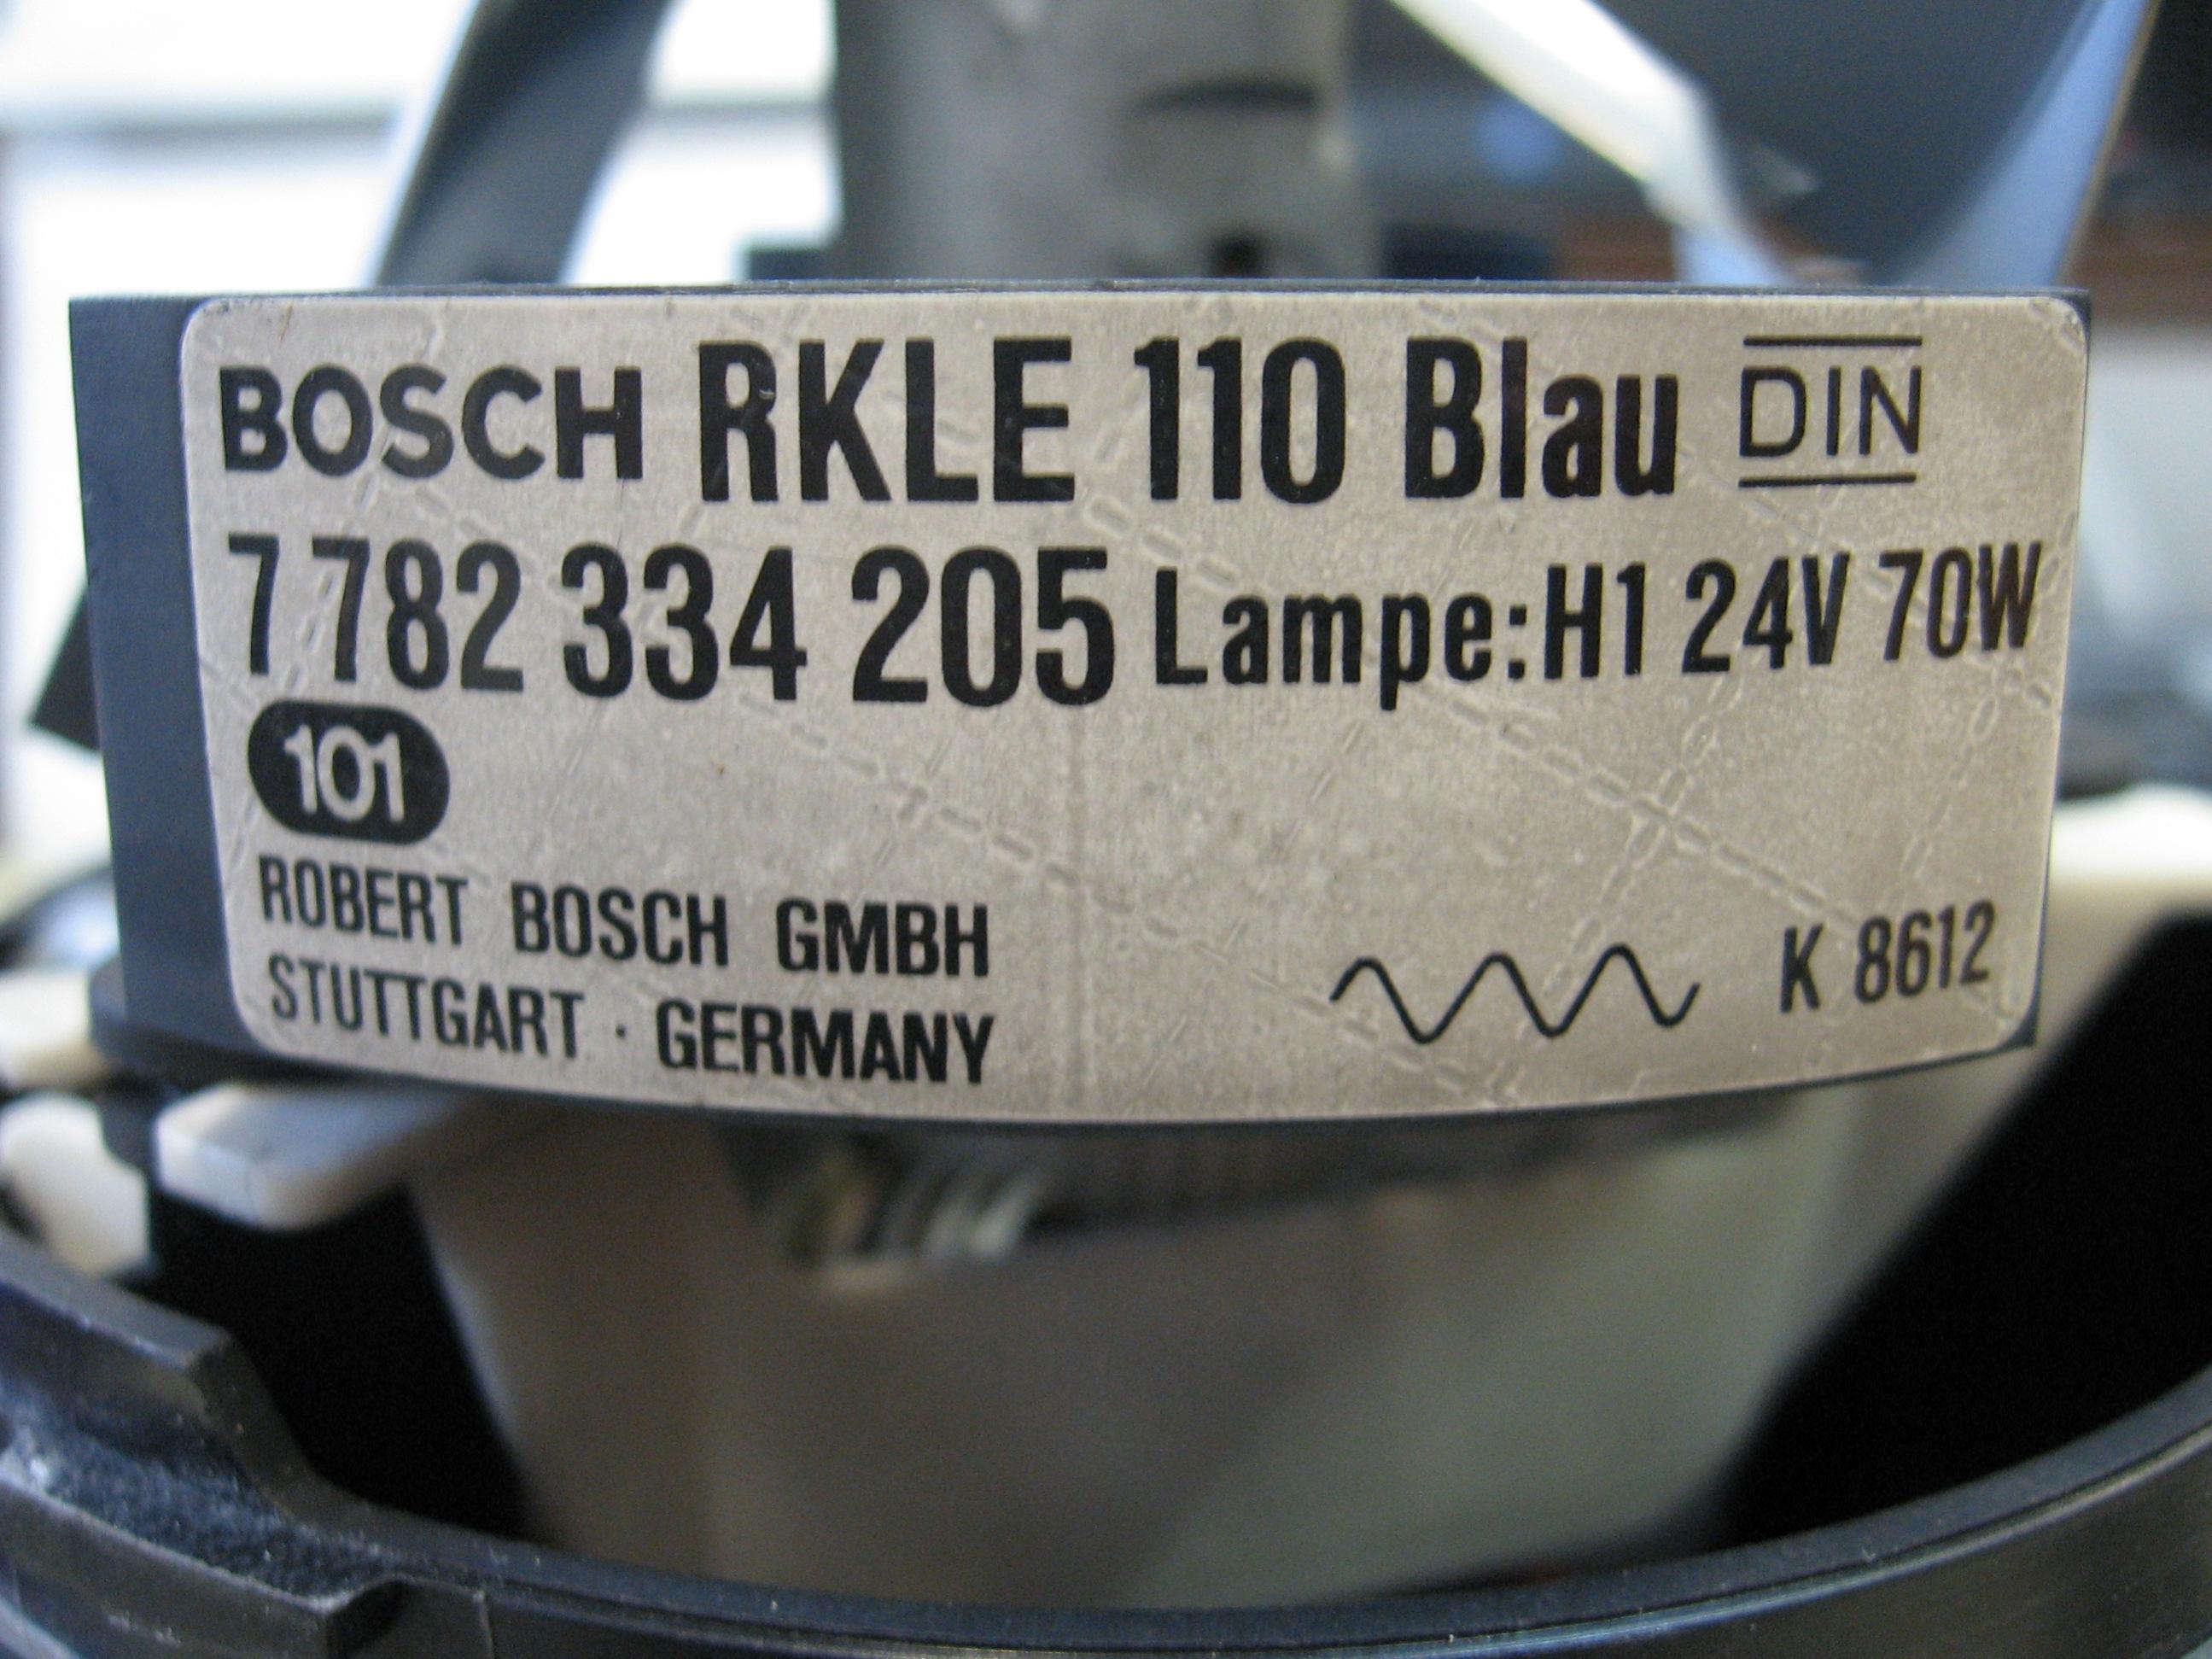 BOSCH RKLE 110 Blau DIN
7 782 334 205 Lampe: H1 24V 70W
101
ROBERT BOSCH GMBH
STUTTGART · GERMANY
K 8612